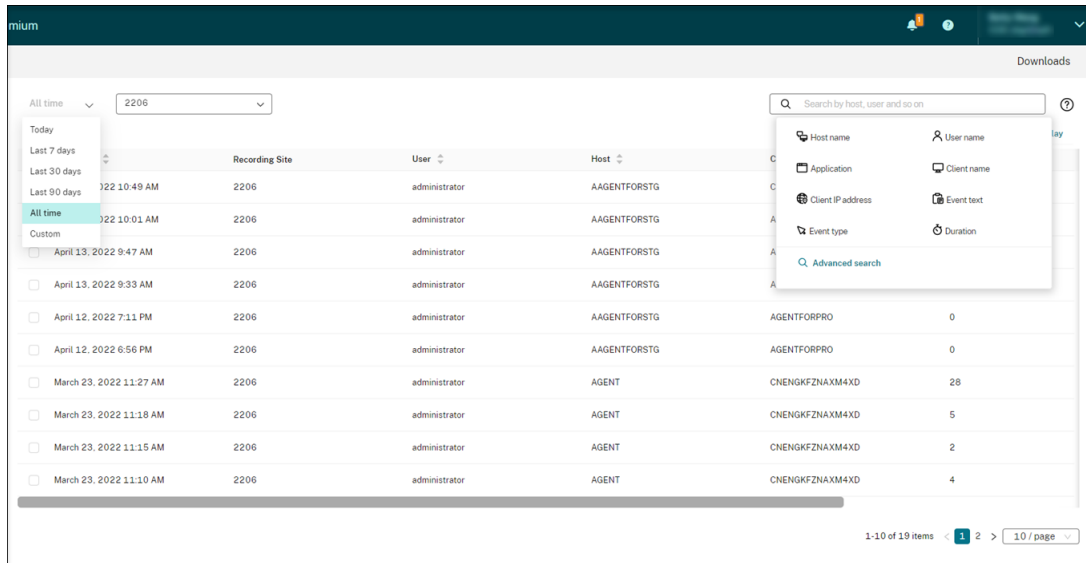 mium
1
Downloads
All time
2206
Search by host, user and so on
Today
Last 7 days
Last 30 days
Last 90 days
All time
Custom
Host name
User name
Application
Client name
Client IP address
Event text
Event type
Duration
Advanced search
lay
Recording Site User Host C
022 10:49 AM 2206 administrator AAGENTFORSTG C
022 10:01 AM 2206 administrator AAGENTFORSTG A
April 13, 2022 9:47 AM 2206 administrator AAGENTFORSTG A
April 13, 2022 9:33 AM 2206 administrator AAGENTFORSTG A
April 12, 2022 7:11 PM 2206 administrator AAGENTFORSTG AGENTFORPRO 0
April 12, 2022 6:56 PM 2206 administrator AAGENTFORSTG AGENTFORPRO 0
March 23, 2022 11:27 AM 2206 administrator AGENT CNENGKFZNAXM4XD 28
March 23, 2022 11:18 AM 2206 administrator AGENT CNENGKFZNAXM4XD 5
March 23, 2022 11:15 AM 2206 administrator AGENT CNENGKFZNAXM4XD 2
March 23, 2022 11:10 AM 2206 administrator AGENT CNENGKFZNAXM4XD 4
1-10 of 19 items < 1 2 > 10 / page